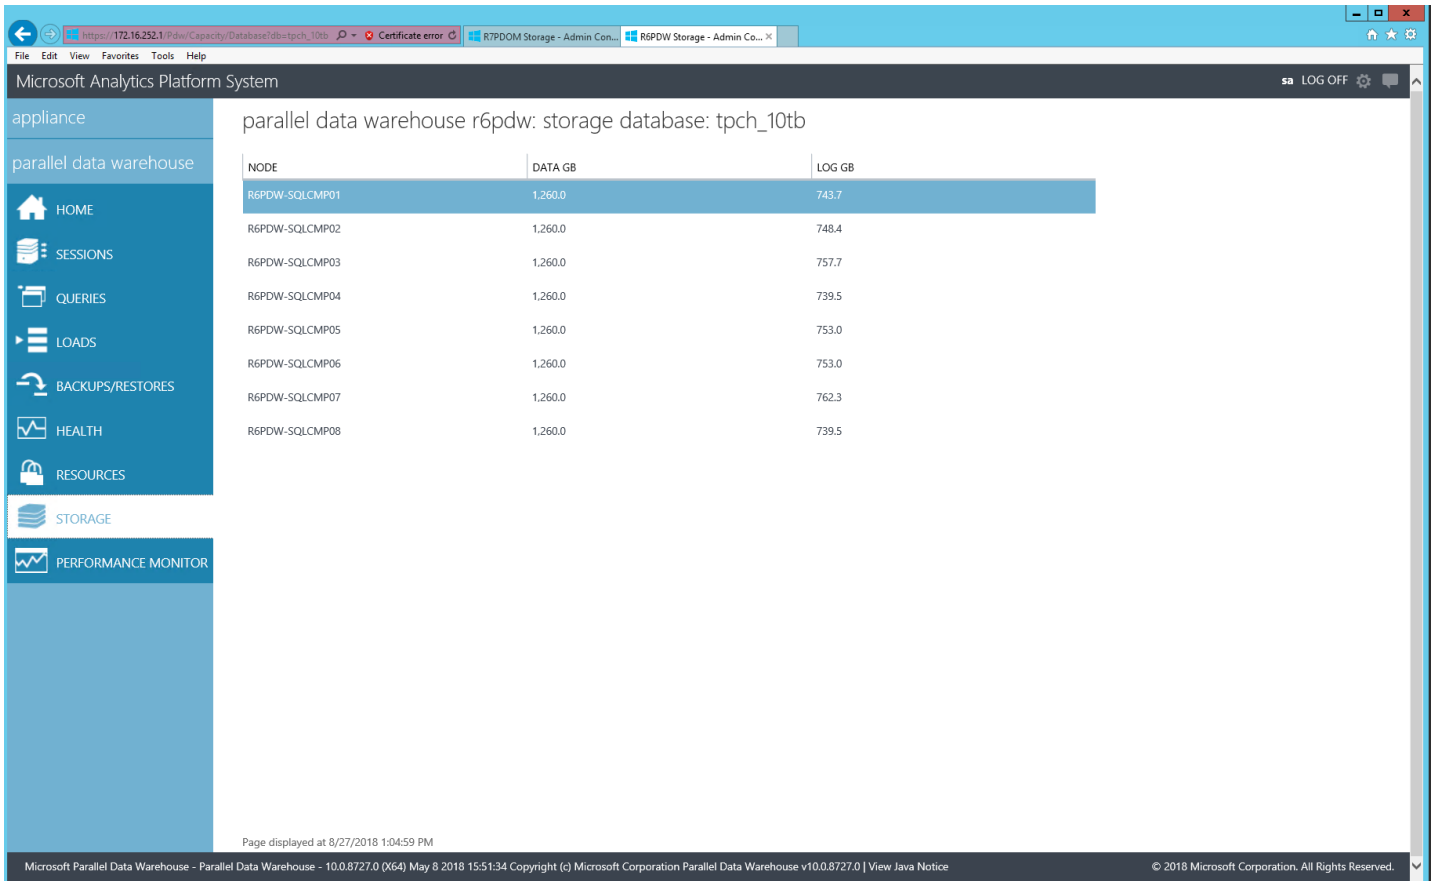 https://172.16.252.1/Pdw/Capacity/Database?db=tpch_10tb Certificate error R7PDOM Storage - Admin Con... R6PDW Storage - Admin Co...
File Edit View Favorites Tools Help
Microsoft Analytics Platform System sa LOG OFF
appliance
parallel data warehouse
HOME
SESSIONS
QUERIES
LOADS
BACKUPS/RESTORES
HEALTH
RESOURCES
STORAGE
PERFORMANCE MONITOR
parallel data warehouse r6pdw: storage database: tpch_10tb
NODE DATA GB LOG GB
R6PDW-SQLCMP01 1,260.0 743.7
R6PDW-SQLCMP02 1,260.0 748.4
R6PDW-SQLCMP03 1,260.0 757.7
R6PDW-SQLCMP04 1,260.0 739.5
R6PDW-SQLCMP05 1,260.0 753.0
R6PDW-SQLCMP06 1,260.0 753.0
R6PDW-SQLCMP07 1,260.0 762.3
R6PDW-SQLCMP08 1,260.0 739.5
Page displayed at 8/27/2018 1:04:59 PM
Microsoft Parallel Data Warehouse - Parallel Data Warehouse - 10.0.8727.0 (X64) May 8 2018 15:51:34 Copyright (c) Microsoft Corporation Parallel Data Warehouse v10.0.8727.0 | View Java Notice © 2018 Microsoft Corporation. All Rights Reserved.